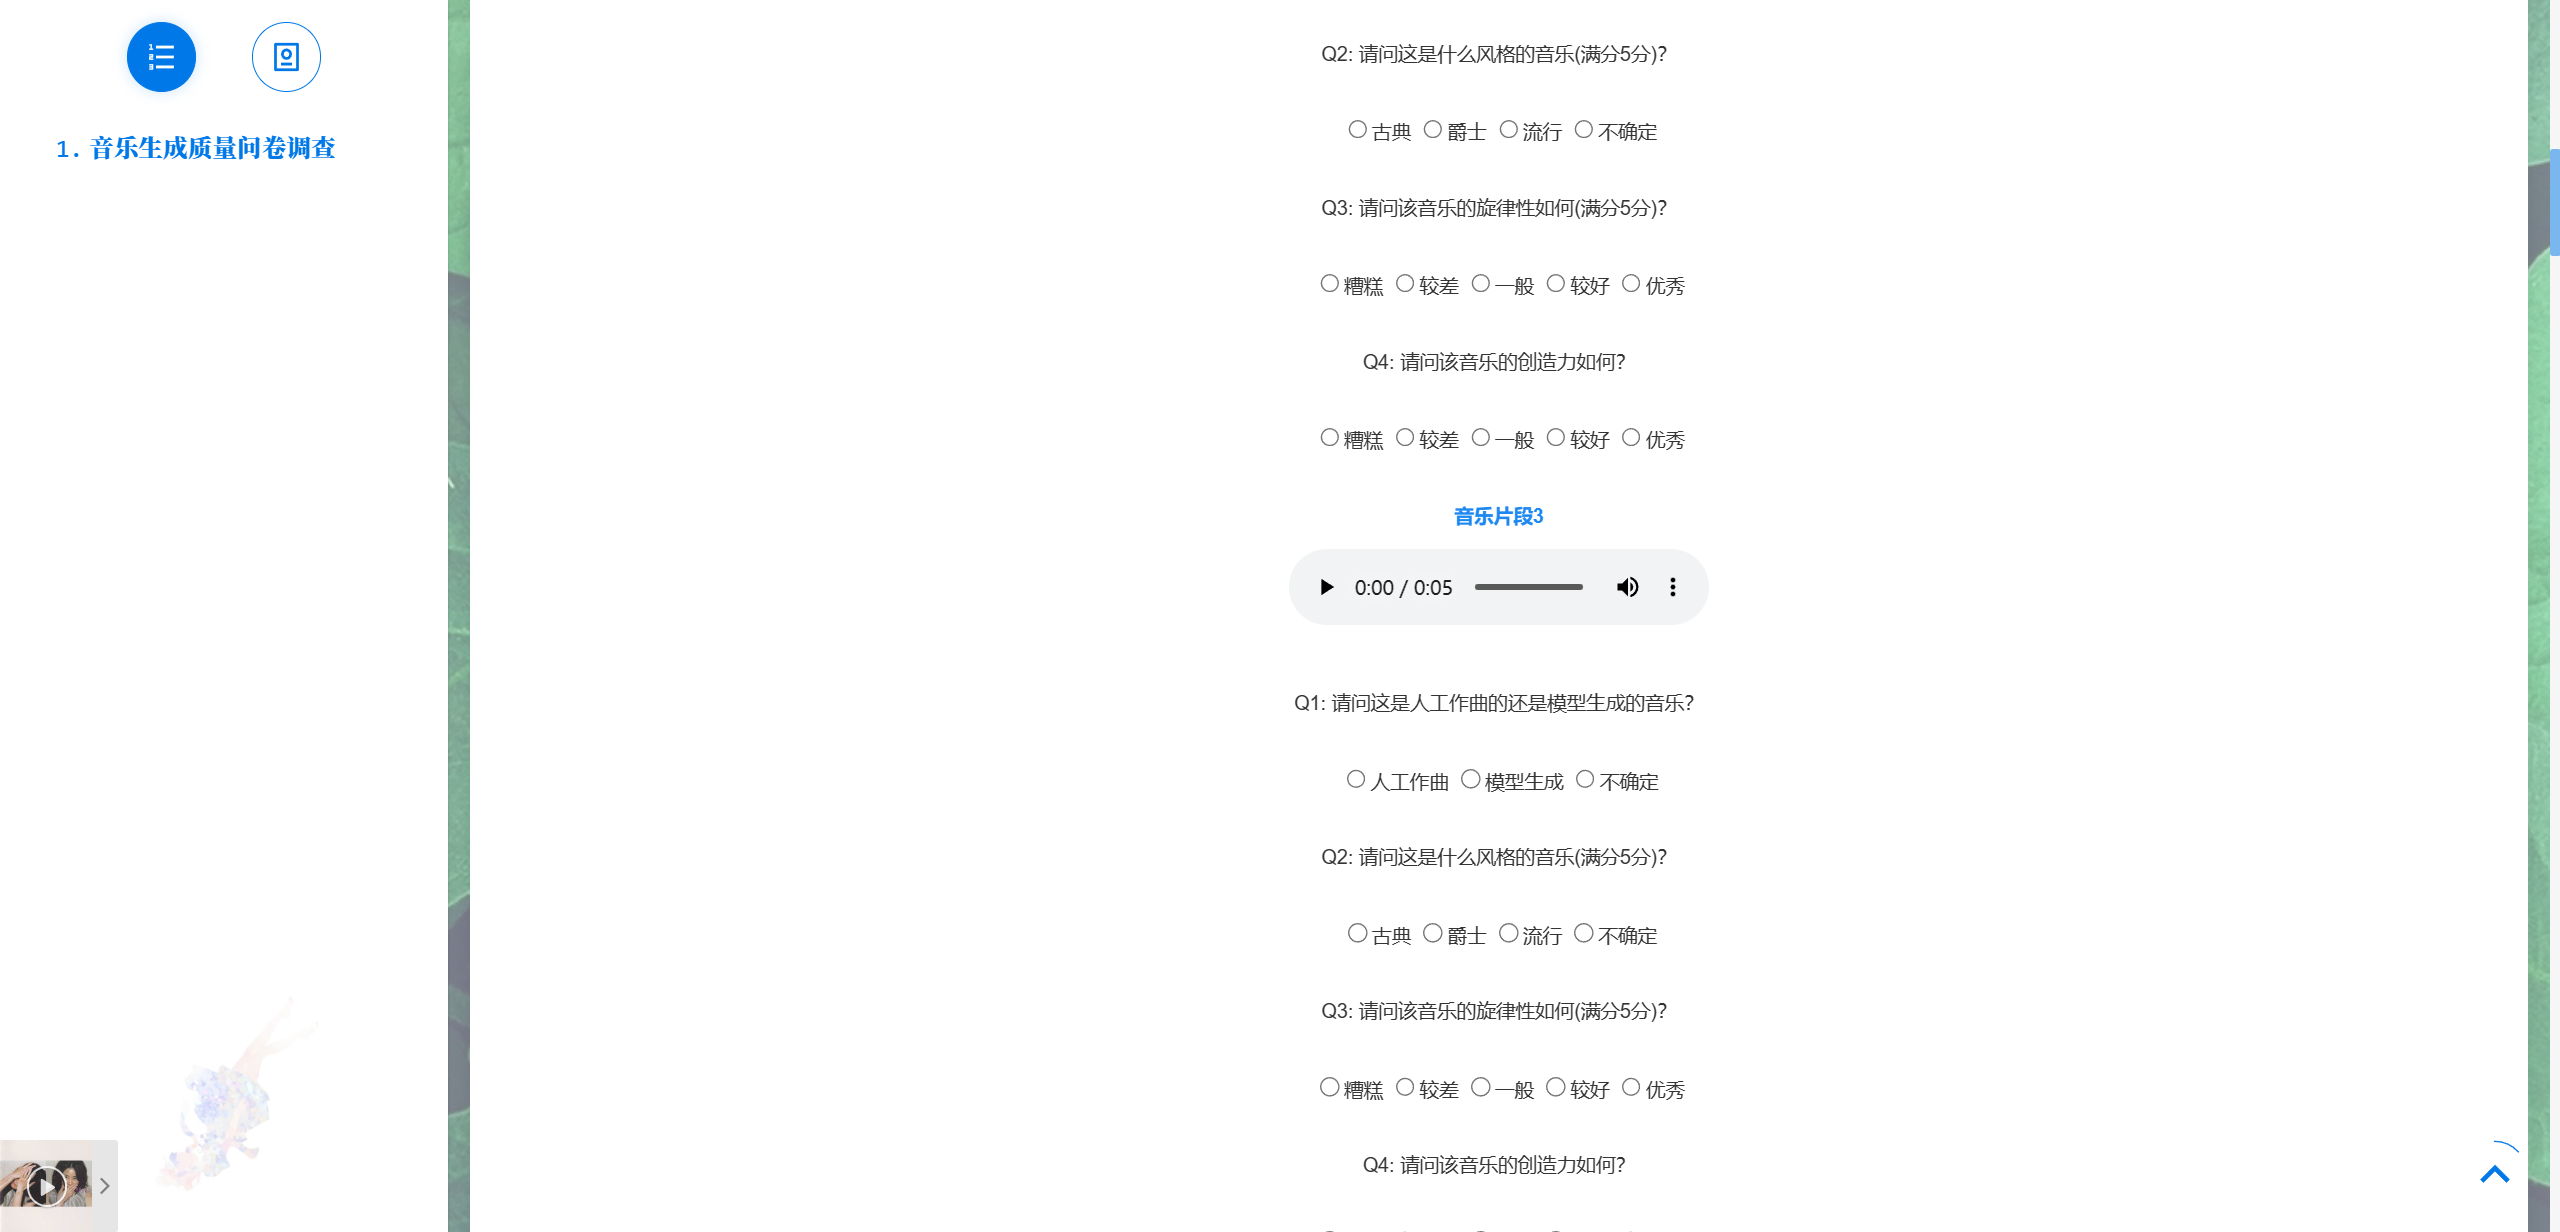 1. 音乐生成质量问卷调查
Q2: 请问这是什么风格的音乐(满分5分)?
古典 爵士 流行 不确定
Q3: 请问该音乐的旋律性如何(满分5分)?
糟糕 较差 一般 较好 优秀
Q4: 请问该音乐的创造力如何?
糟糕 较差 一般 较好 优秀
音乐片段3
0:00 / 0:05
Q1: 请问这是人工作曲的还是模型生成的音乐?
人工作曲 模型生成 不确定
Q2: 请问这是什么风格的音乐(满分5分)?
古典 爵士 流行 不确定
Q3: 请问该音乐的旋律性如何(满分5分)?
糟糕 较差 一般 较好 优秀
Q4: 请问该音乐的创造力如何?